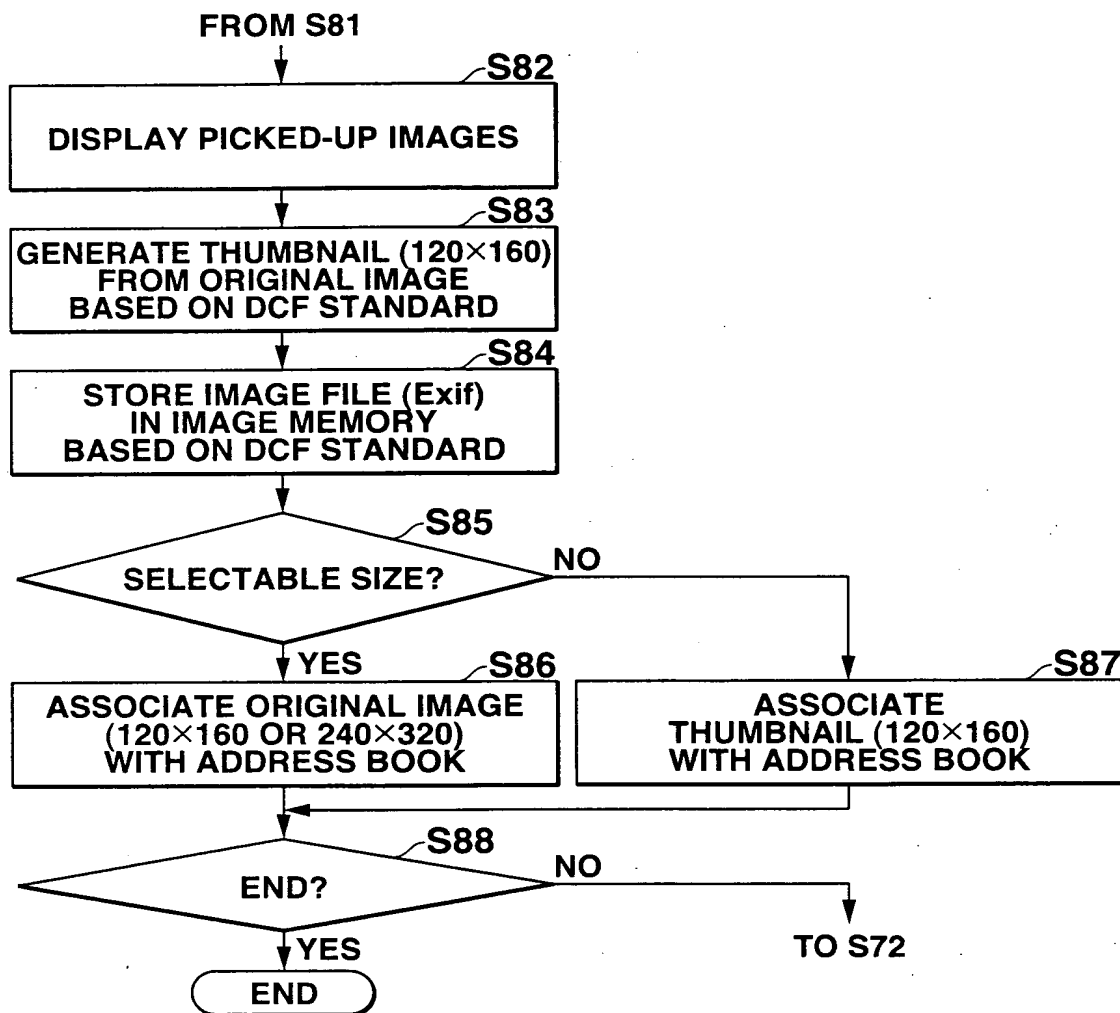 FROM S81
S82
DISPLAY PICKED-UP IMAGES
S83
GENERATE THUMBNAIL (120×160)
FROM ORIGINAL IMAGE
BASED ON DCF STANDARD
S84
STORE IMAGE FILE (Exif)
IN IMAGE MEMORY
BASED ON DCF STANDARD
S85
SELECTABLE SIZE?
NO
YES
S86
ASSOCIATE ORIGINAL IMAGE
(120×160 OR 240×320)
WITH ADDRESS BOOK
S87
ASSOCIATE
THUMBNAIL (120×160)
WITH ADDRESS BOOK
S88
END?
NO
TO S72
YES
END